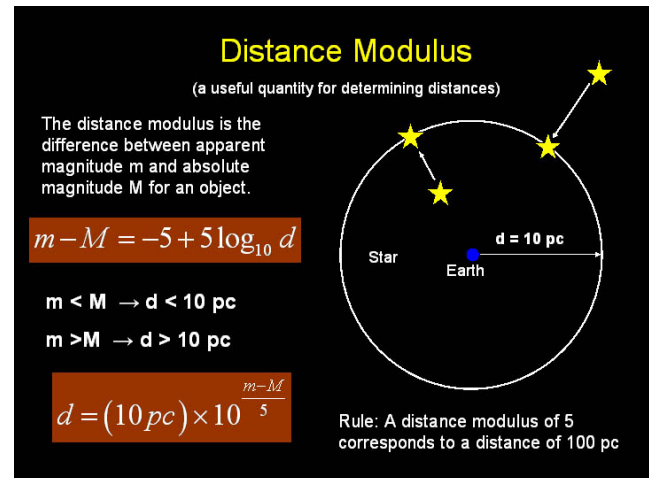 Distance Modulus
(a useful quantity for determining distances)
The distance modulus is the
difference between apparent
magnitude m and absolute
magnitude M for an object.
m − M = −5 + 5 log₁₀ d
m < M → d < 10 pc
m >M → d > 10 pc
d = (10 pc) × 10^((m−M)/5)
Star
Earth
d = 10 pc
Rule: A distance modulus of 5
corresponds to a distance of 100 pc